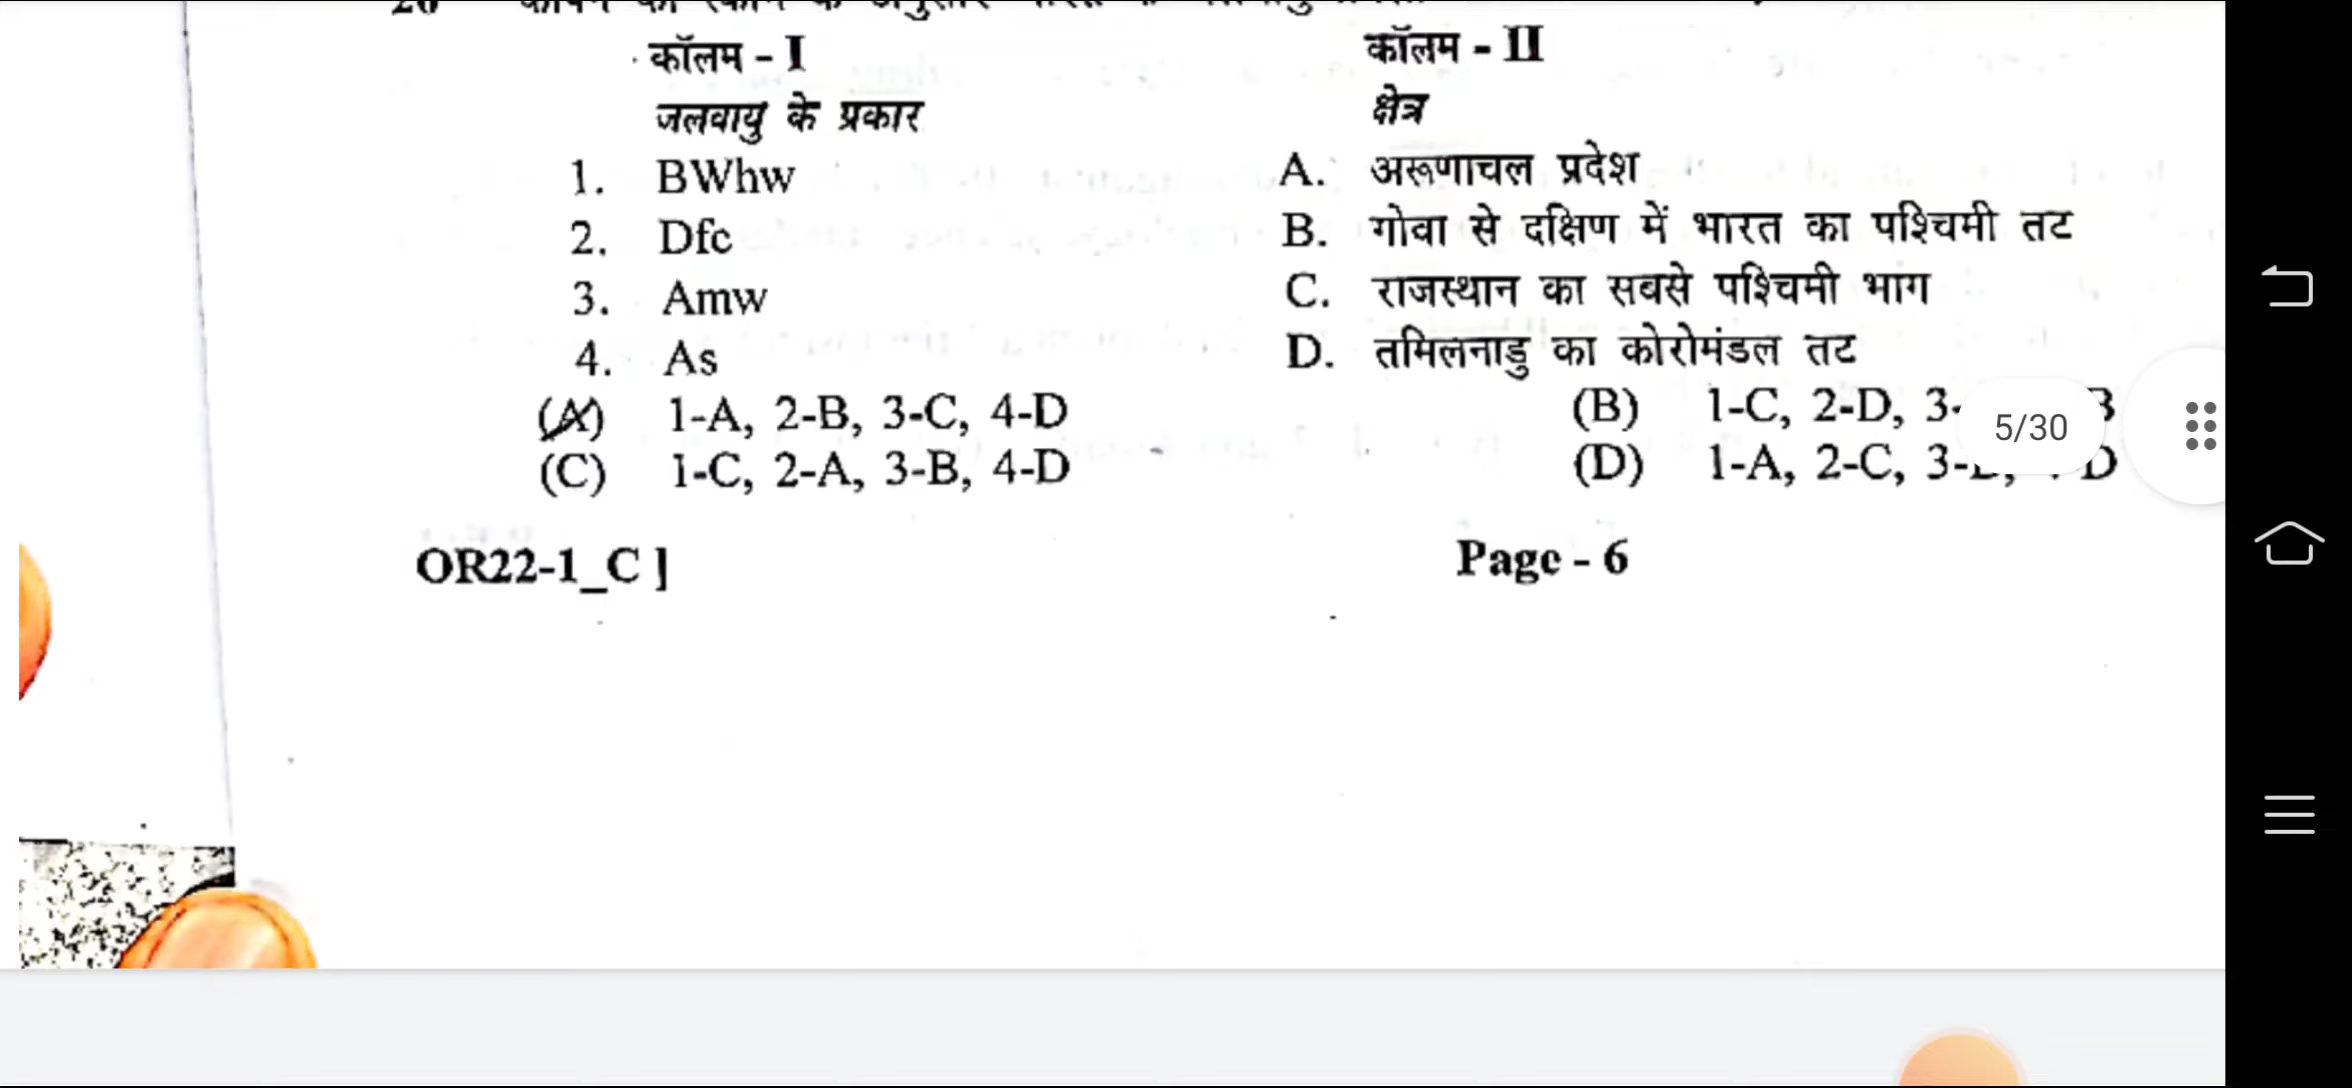 कॉलम - I
कॉलम - II
जलवायु के प्रकार
क्षेत्र
1. BWhw
A. अरूणाचल प्रदेश
2. Dfc
B. गोवा से दक्षिण में भारत का पश्चिमी तट
3. Amw
C. राजस्थान का सबसे पश्चिमी भाग
4. As
D. तमिलनाडु का कोरोमंडल तट
(A) 1-A, 2-B, 3-C, 4-D
(B) 1-C, 2-D, 3-
5/30
(C) 1-C, 2-A, 3-B, 4-D
(D) 1-A, 2-C, 3-
OR22-1_C ]
Page - 6